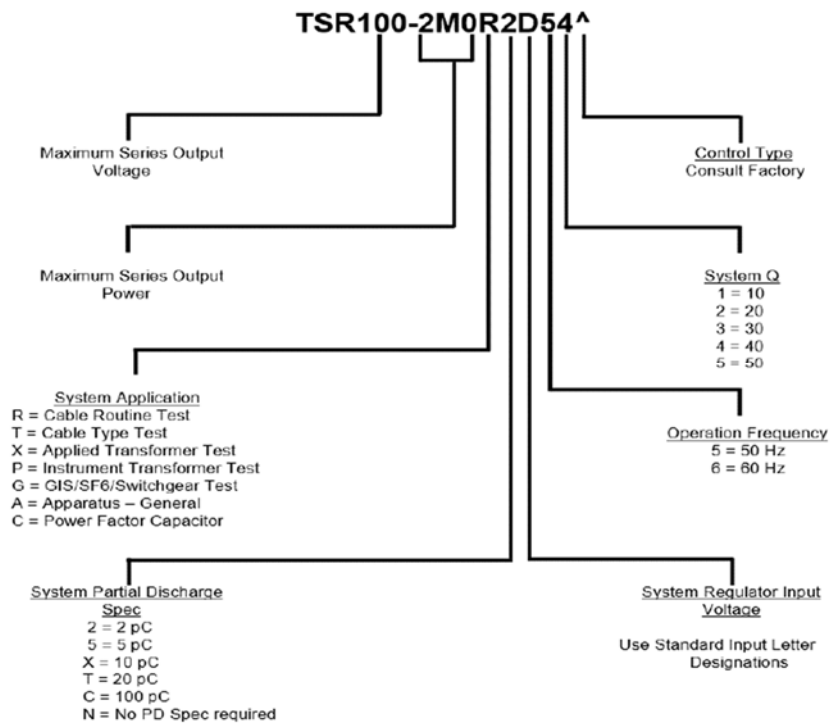 TSR100-2M0R2D54^
Maximum Series Output
Voltage
Control Type
Consult Factory
Maximum Series Output
Power
System Q
1 = 10
2 = 20
3 = 30
4 = 40
5 = 50
System Application
R = Cable Routine Test
T = Cable Type Test
X = Applied Transformer Test
P = Instrument Transformer Test
G = GIS/SF6/Switchgear Test
A = Apparatus – General
C = Power Factor Capacitor
Operation Frequency
5 = 50 Hz
6 = 60 Hz
System Partial Discharge
Spec
2 = 2 pC
5 = 5 pC
X = 10 pC
T = 20 pC
C = 100 pC
N = No PD Spec required
System Regulator Input
Voltage
Use Standard Input Letter
Designations